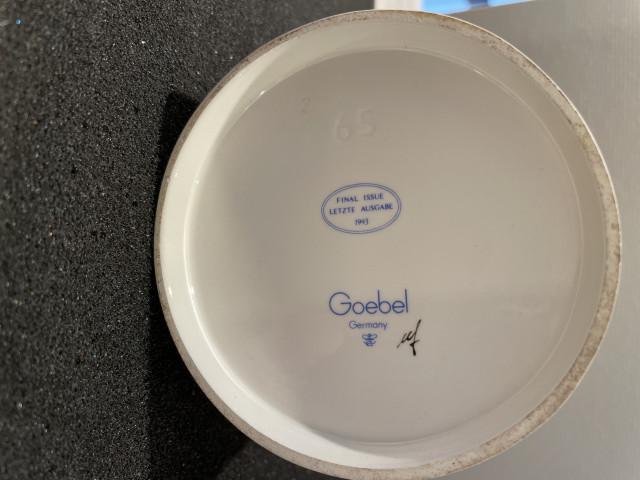 65
FINAL ISSUE
LETZTE AUSGABE
1993
Goebel
Germany